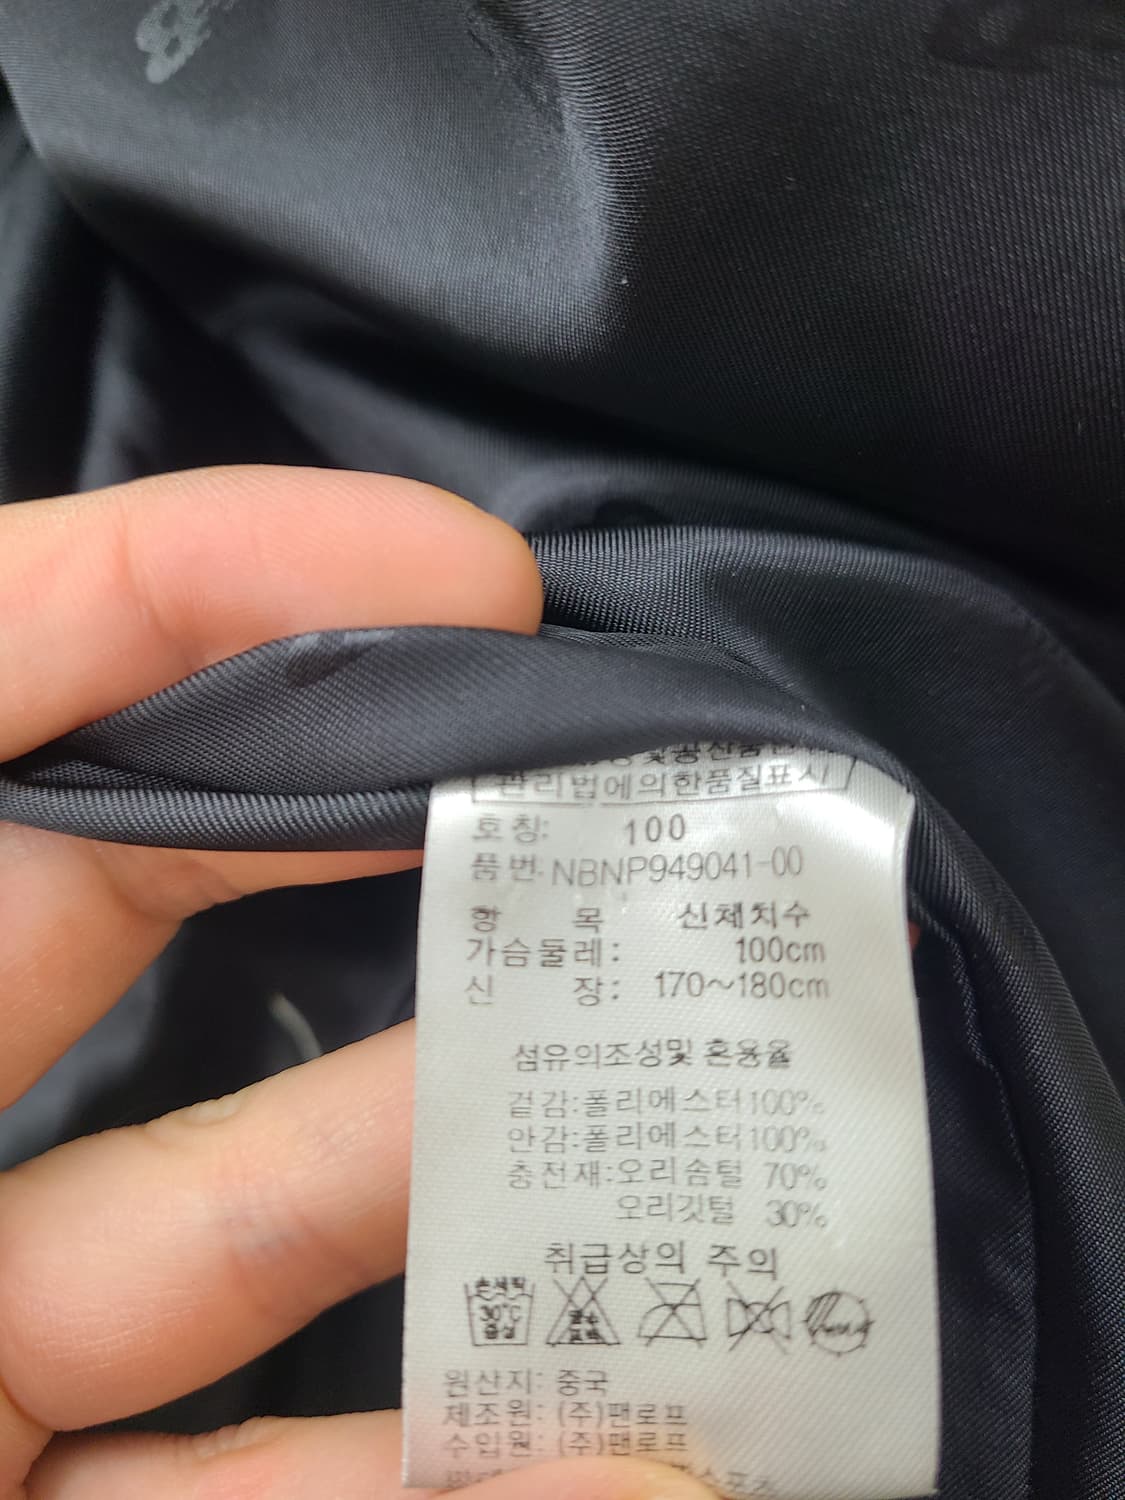 관리법에의한품질표시
호칭: 100
품번: NBNP949041-00
항 목 신체치수
가슴둘레: 100cm
신 장: 170~180cm
섬유의조성및 혼용율
겉감:폴리에스터100%
안감:폴리에스터100%
충전재:오리솜털 70%
오리깃털 30%
취급상의 주의
손세탁
30℃
중성
원산지: 중국
제조원: (주)팬로프
수입원: (주)팬로프